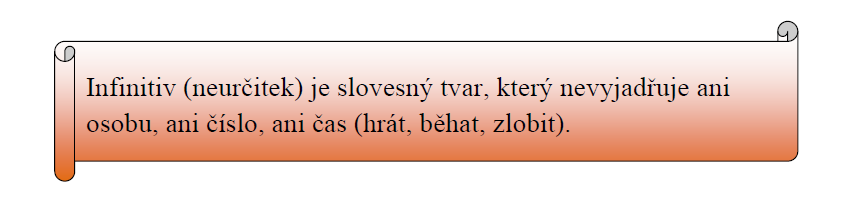 Infinitiv (neurčitek) je slovesný tvar, který nevyjadřuje ani
osobu, ani číslo, ani čas (hrát, běhat, zlobit).